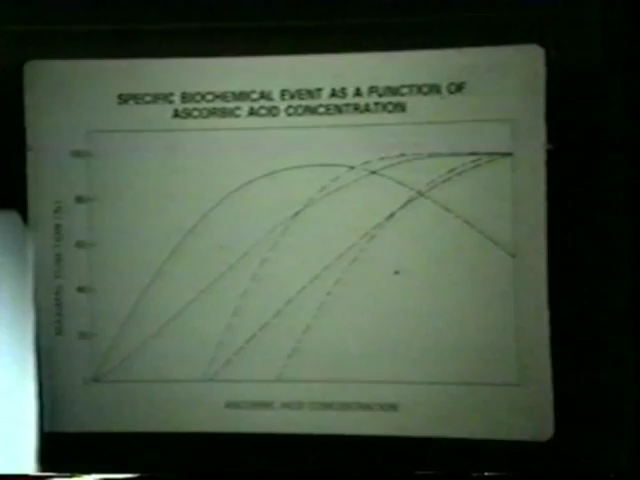 SPECIFIC BIOCHEMICAL EVENT AS A FUNCTION OF
ASCORBIC ACID CONCENTRATION
100
80
60
40
20
ASCORBIC ACID CONCENTRATION